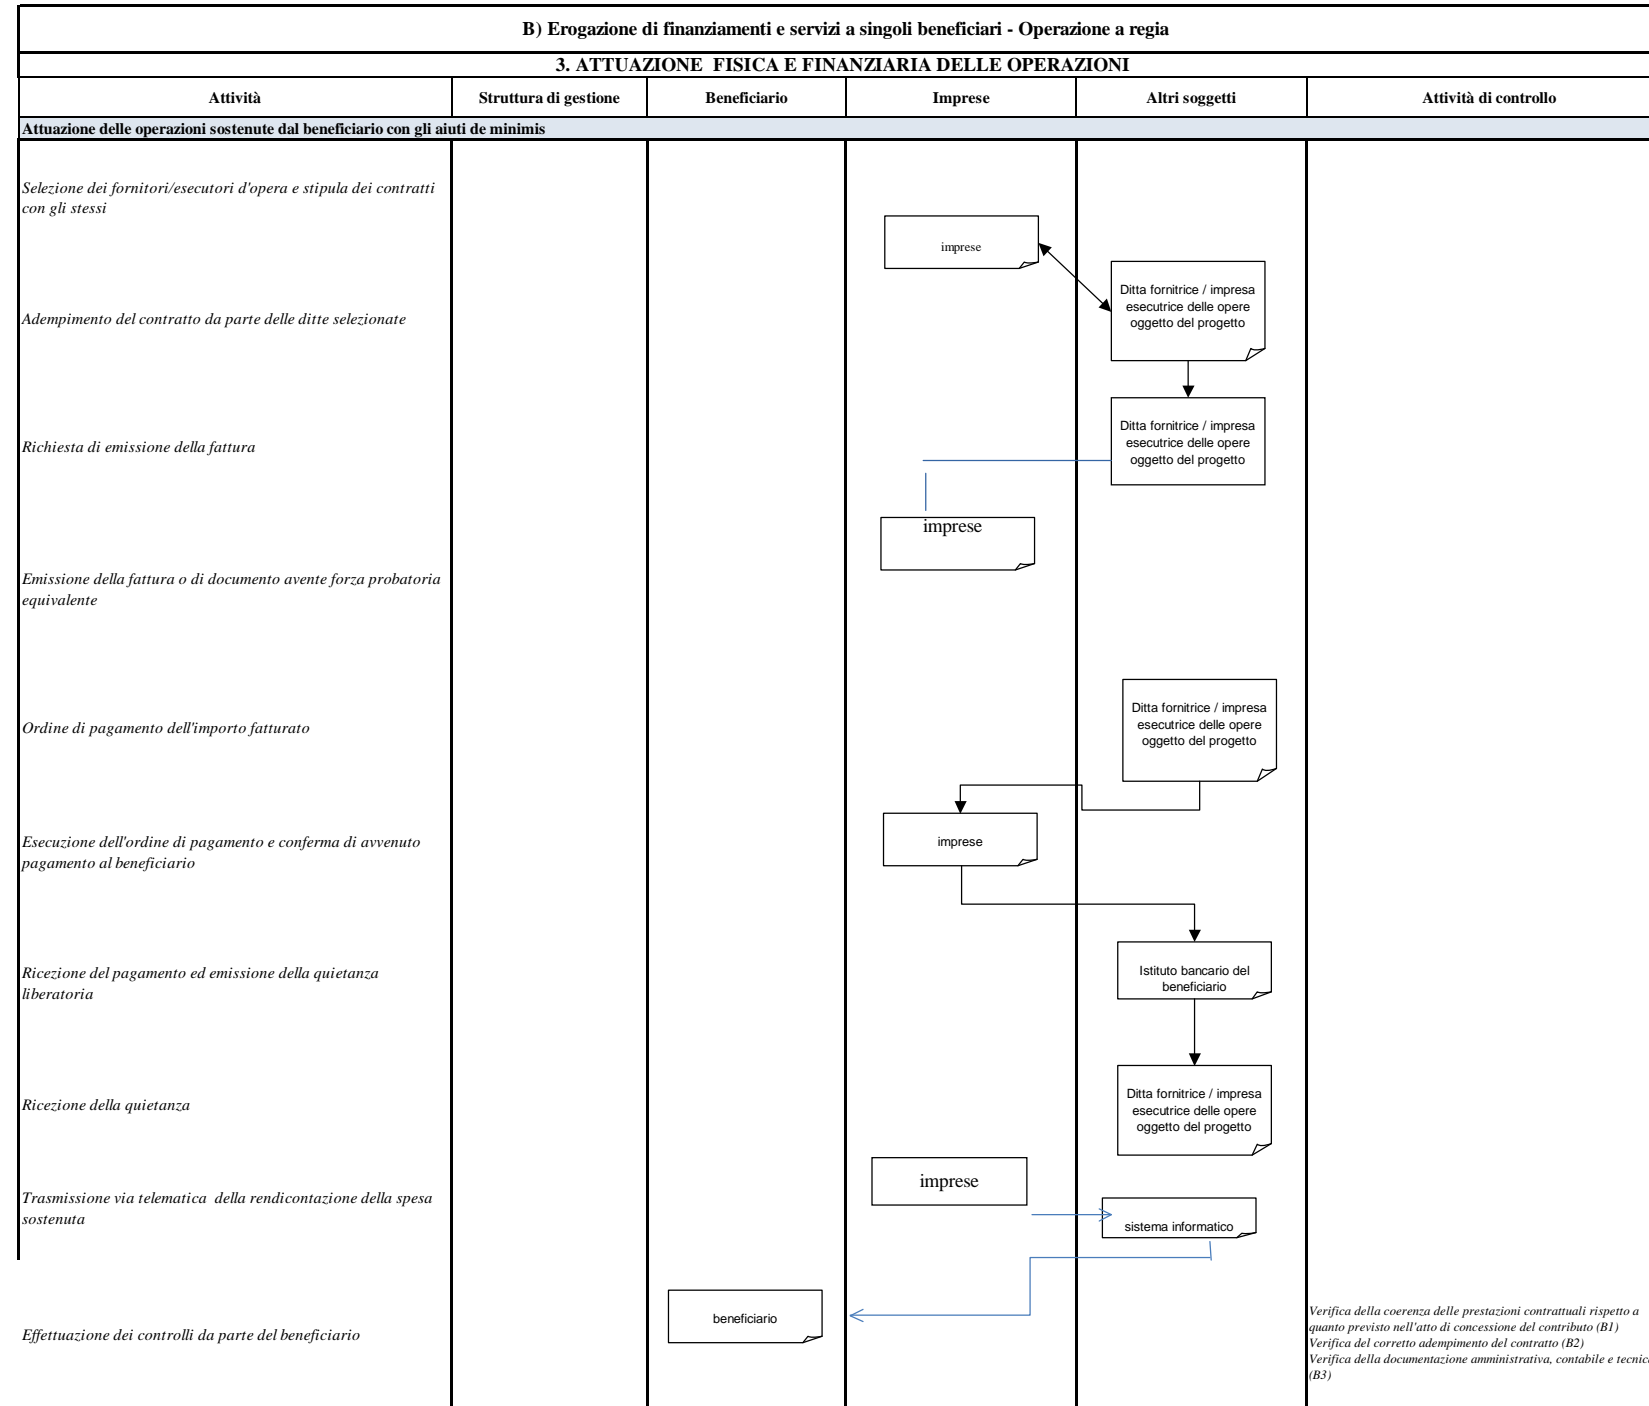 B) Erogazione di finanziamenti e servizi a singoli beneficiari - Operazione a regia
3. ATTUAZIONE  FISICA E FINANZIARIA DELLE OPERAZIONI
Attività
Struttura di gestione
Beneficiario
Imprese
Altri soggetti
Attività di controllo
Attuazione delle operazioni sostenute dal beneficiario con gli aiuti de minimis
Selezione dei fornitori/esecutori d'opera e stipula dei contratti
con gli stessi
imprese
Ditta fornitrice / impresa
esecutrice delle opere
oggetto del progetto
Adempimento del contratto da parte delle ditte selezionate
Ditta fornitrice / impresa
esecutrice delle opere
oggetto del progetto
Richiesta di emissione della fattura
imprese
Emissione della fattura o di documento avente forza probatoria
equivalente
Ditta fornitrice / impresa
esecutrice delle opere
oggetto del progetto
Ordine di pagamento dell'importo fatturato
imprese
Esecuzione dell'ordine di pagamento e conferma di avvenuto
pagamento al beneficiario
Istituto bancario del
beneficiario
Ricezione del pagamento ed emissione della quietanza
liberatoria
Ditta fornitrice / impresa
esecutrice delle opere
oggetto del progetto
Ricezione della quietanza
imprese
Trasmissione via telematica  della rendicontazione della spesa
sostenuta
sistema informatico
beneficiario
Effettuazione dei controlli da parte del beneficiario
Verifica della coerenza delle prestazioni contrattuali rispetto a
quanto previsto nell'atto di concessione del contributo (B1)
Verifica del corretto adempimento del contratto (B2)
Verifica della documentazione amministrativa, contabile e tecnic
(B3)